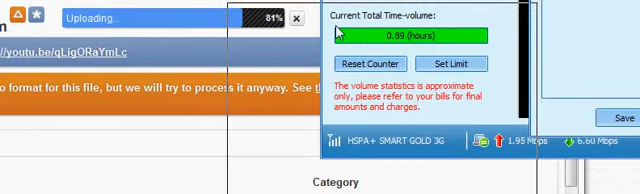 Uploading... 81%
//youtu.be/qLigORaYmLc
o format for this file, but we will try to process it anyway. See
Current Total Time-volume:
0.89 (hours)
Reset Counter Set Limit
The volume statistics is approximate
only, please refer to your bills for final
amounts and charges.
Save
HSPA+ SMART GOLD 3G 1.95 Mbps 6.60 Mbps
Category